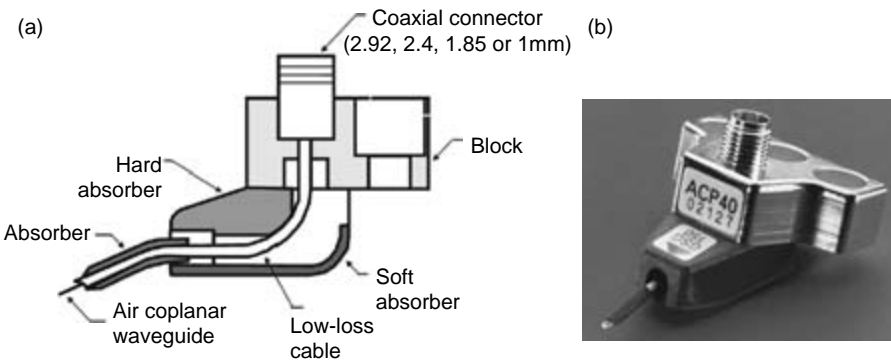 (a)
Coaxial connector
(2.92, 2.4, 1.85 or 1mm)
(b)
Block
Hard
absorber
Absorber
Soft
absorber
Air coplanar
waveguide
Low-loss
cable
ACP40
02127